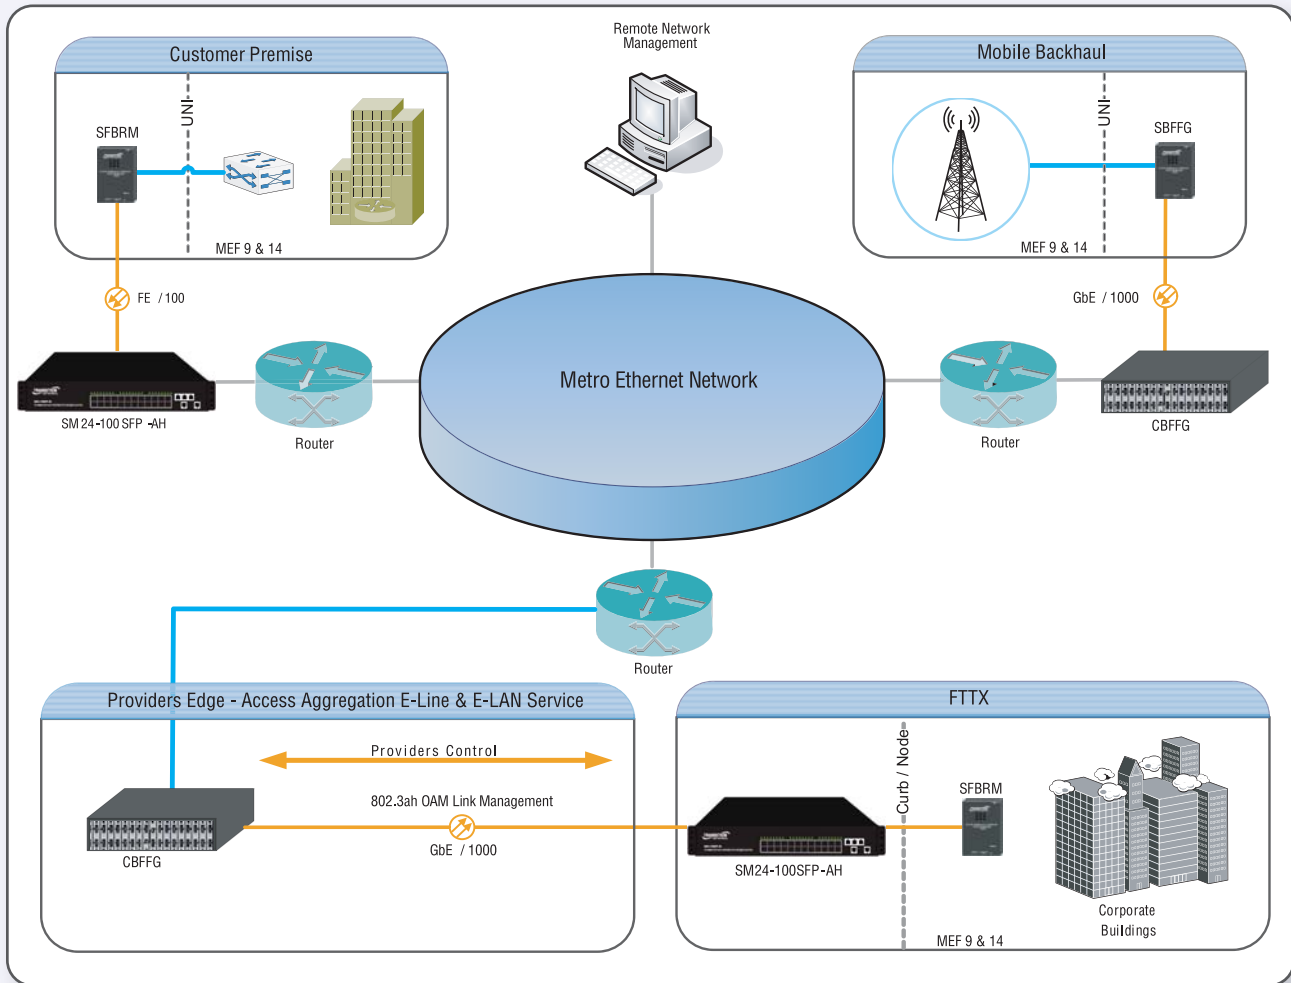 Remote Network
Management
Customer Premise
UNI
SFBRM
MEF 9 & 14
FE / 100
SM 24-100 SFP -AH
Router
Metro Ethernet Network
Mobile Backhaul
UNI
SBFFG
MEF 9 & 14
GbE / 1000
Router
CBFFG
Router
Providers Edge - Access Aggregation E-Line & E-LAN Service
Providers Control
802.3ah OAM Link Management
GbE / 1000
CBFFG
FTTX
Curb / Node
SFBRM
SM24-100SFP-AH
Corporate
Buildings
MEF 9 & 14